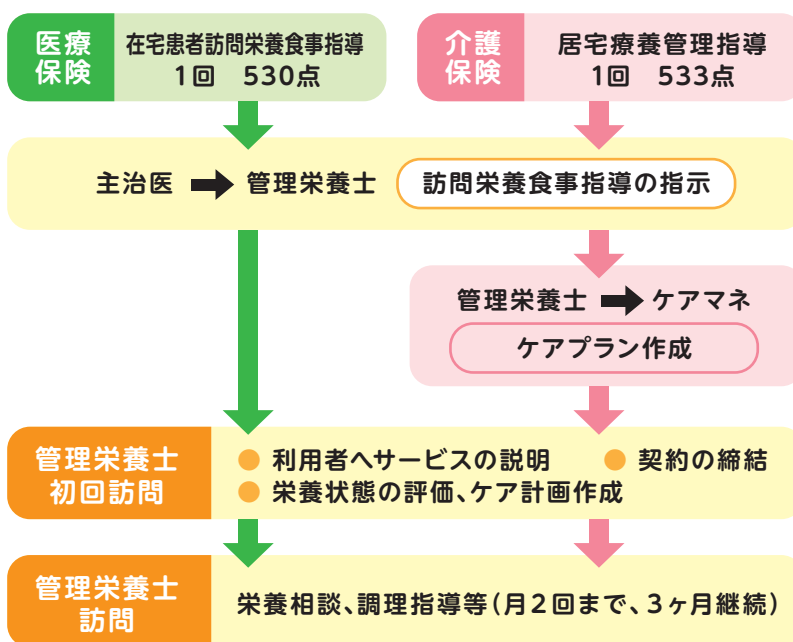 医療
保険
在宅患者訪問栄養食事指導
1回　530点
介護
保険
居宅療養管理指導
1回　533点
主治医 ➡ 管理栄養士 訪問栄養食事指導の指示
管理栄養士 ➡ ケアマネ
ケアプラン作成
管理栄養士
初回訪問
● 利用者へサービスの説明 ● 契約の締結
● 栄養状態の評価、ケア計画作成
管理栄養士
訪問
栄養相談、調理指導等(月2回まで、3ヶ月継続)